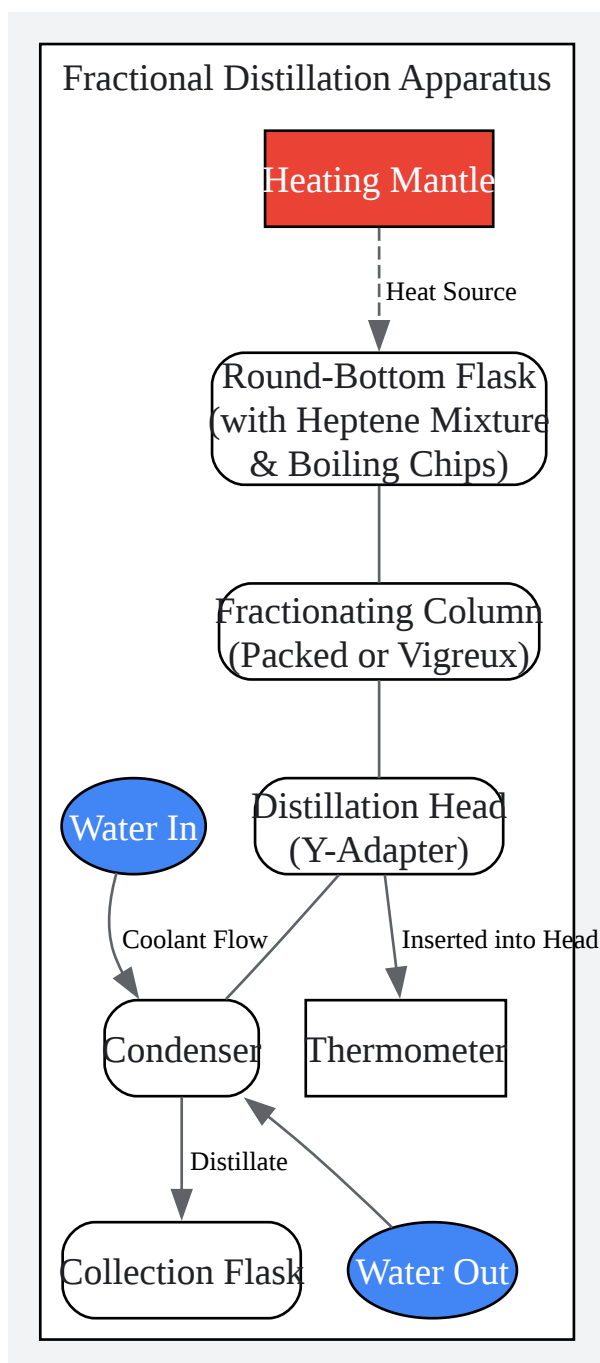 Fractional Distillation Apparatus
Heating Mantle
Heat Source
Round-Bottom Flask
(with Heptene Mixture
& Boiling Chips)
Fractionating Column
(Packed or Vigreux)
Water In
Distillation Head
(Y-Adapter)
Coolant Flow
Inserted into Head
Condenser
Thermometer
Distillate
Collection Flask
Water Out